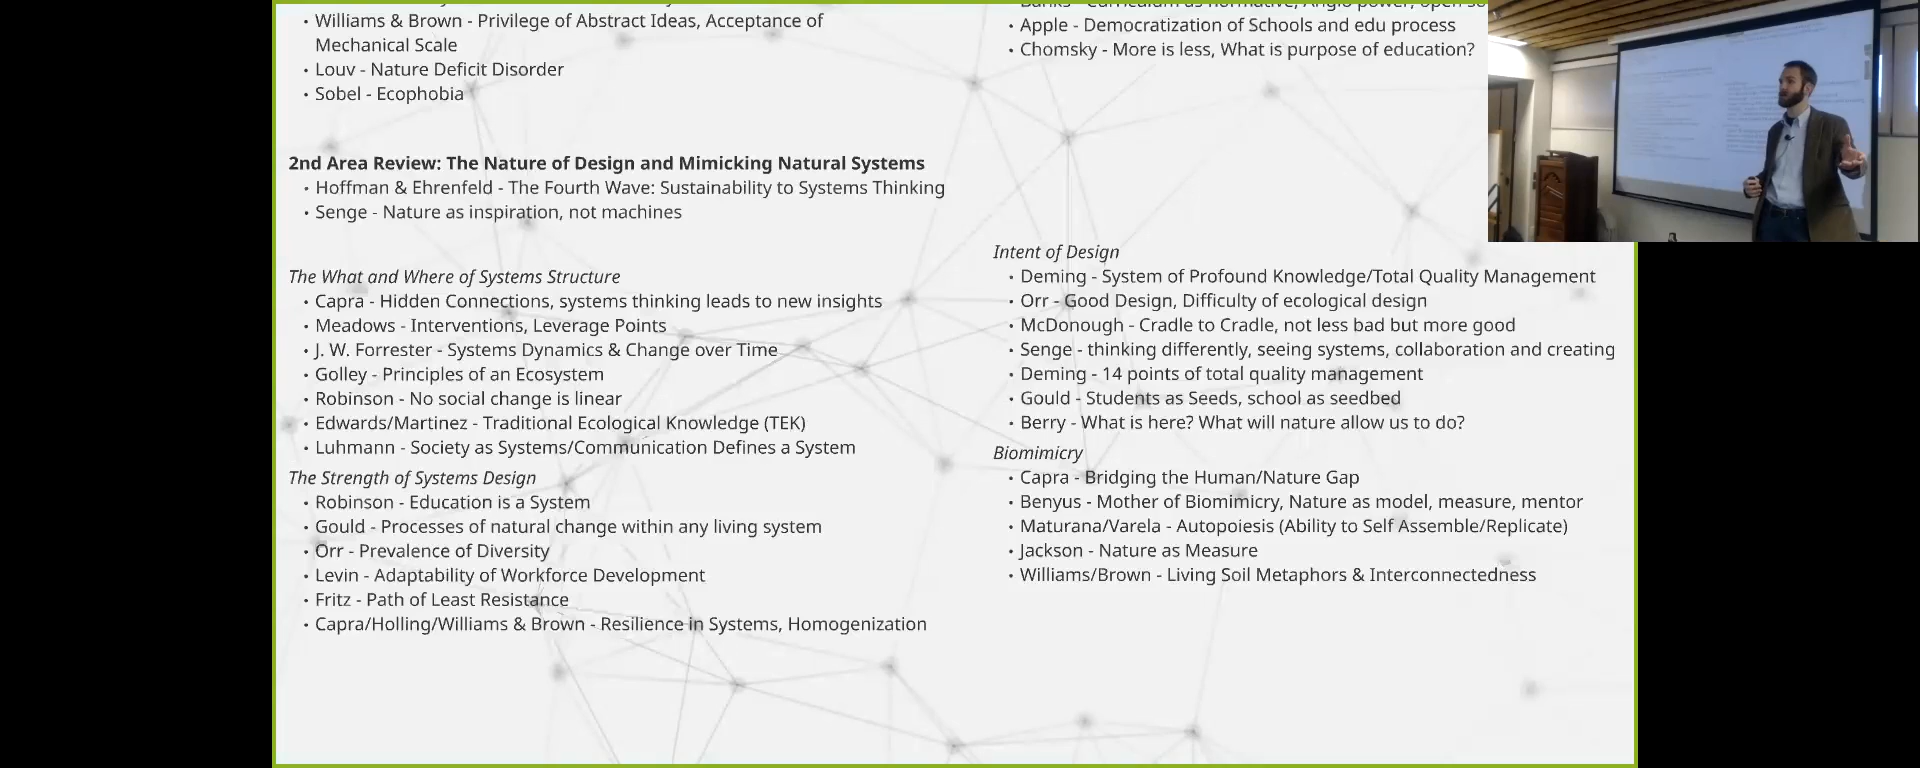 • Williams & Brown - Privilege of Abstract Ideas, Acceptance of
Mechanical Scale
• Louv - Nature Deficit Disorder
• Sobel - Ecophobia
2nd Area Review: The Nature of Design and Mimicking Natural Systems
• Hoffman & Ehrenfeld - The Fourth Wave: Sustainability to Systems Thinking
• Senge - Nature as inspiration, not machines
The What and Where of Systems Structure
• Capra - Hidden Connections, systems thinking leads to new insights
• Meadows - Interventions, Leverage Points
• J. W. Forrester - Systems Dynamics & Change over Time
• Golley - Principles of an Ecosystem
• Robinson - No social change is linear
• Edwards/Martinez - Traditional Ecological Knowledge (TEK)
• Luhmann - Society as Systems/Communication Defines a System
The Strength of Systems Design
• Robinson - Education is a System
• Gould - Processes of natural change within any living system
• Orr - Prevalence of Diversity
• Levin - Adaptability of Workforce Development
• Fritz - Path of Least Resistance
• Capra/Holling/Williams & Brown - Resilience in Systems, Homogenization
Banks - Curriculum as normative, Anglo power, open
• Apple - Democratization of Schools and edu process
• Chomsky - More is less, What is purpose of education?
Intent of Design
• Deming - System of Profound Knowledge/Total Quality Management
• Orr - Good Design, Difficulty of ecological design
• McDonough - Cradle to Cradle, not less bad but more good
• Senge - thinking differently, seeing systems, collaboration and creating
• Deming - 14 points of total quality management
• Gould - Students as Seeds, school as seedbed
• Berry - What is here? What will nature allow us to do?
Biomimicry
• Capra - Bridging the Human/Nature Gap
• Benyus - Mother of Biomimicry, Nature as model, measure, mentor
• Maturana/Varela - Autopoiesis (Ability to Self Assemble/Replicate)
• Jackson - Nature as Measure
• Williams/Brown - Living Soil Metaphors & Interconnectedness